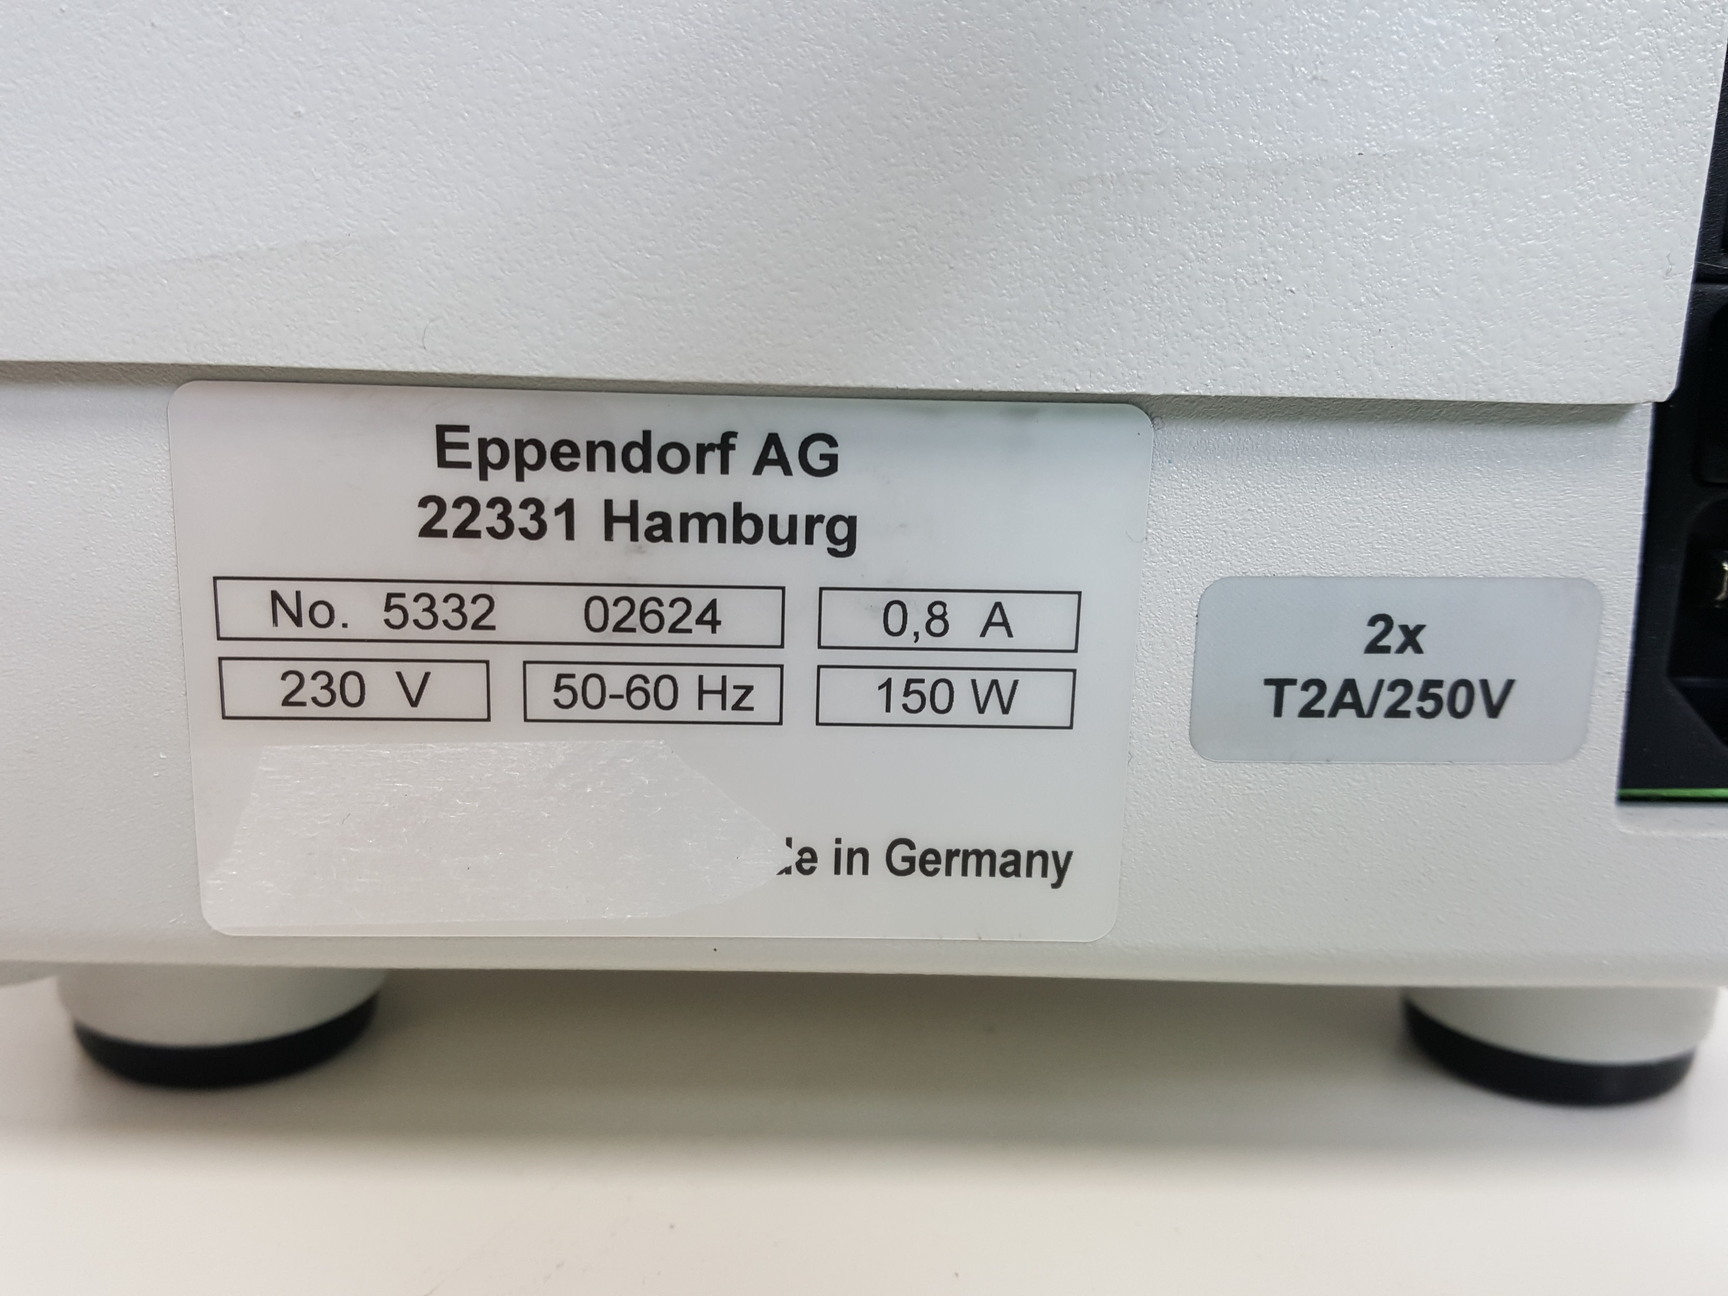 Eppendorf AG
22331 Hamburg
No. 5332 02624
0,8 A
230 V
50-60 Hz
150 W
in Germany
2x
T2A/250V